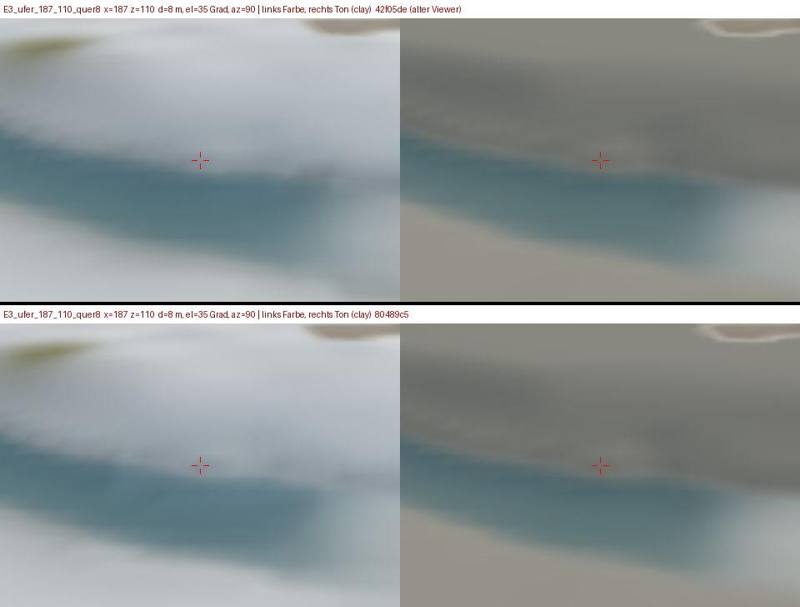 E3_ufer_187_110_quer8 x=187 z=110 d=8 m, el=35 Grad, az=90 | links Farbe, rechts Ton (clay) 42f05de (alter Viewer)
E3_ufer_187_110_quer8 x=187 z=110 d=8 m, el=35 Grad, az=90 | links Farbe, rechts Ton (clay) 80489c5